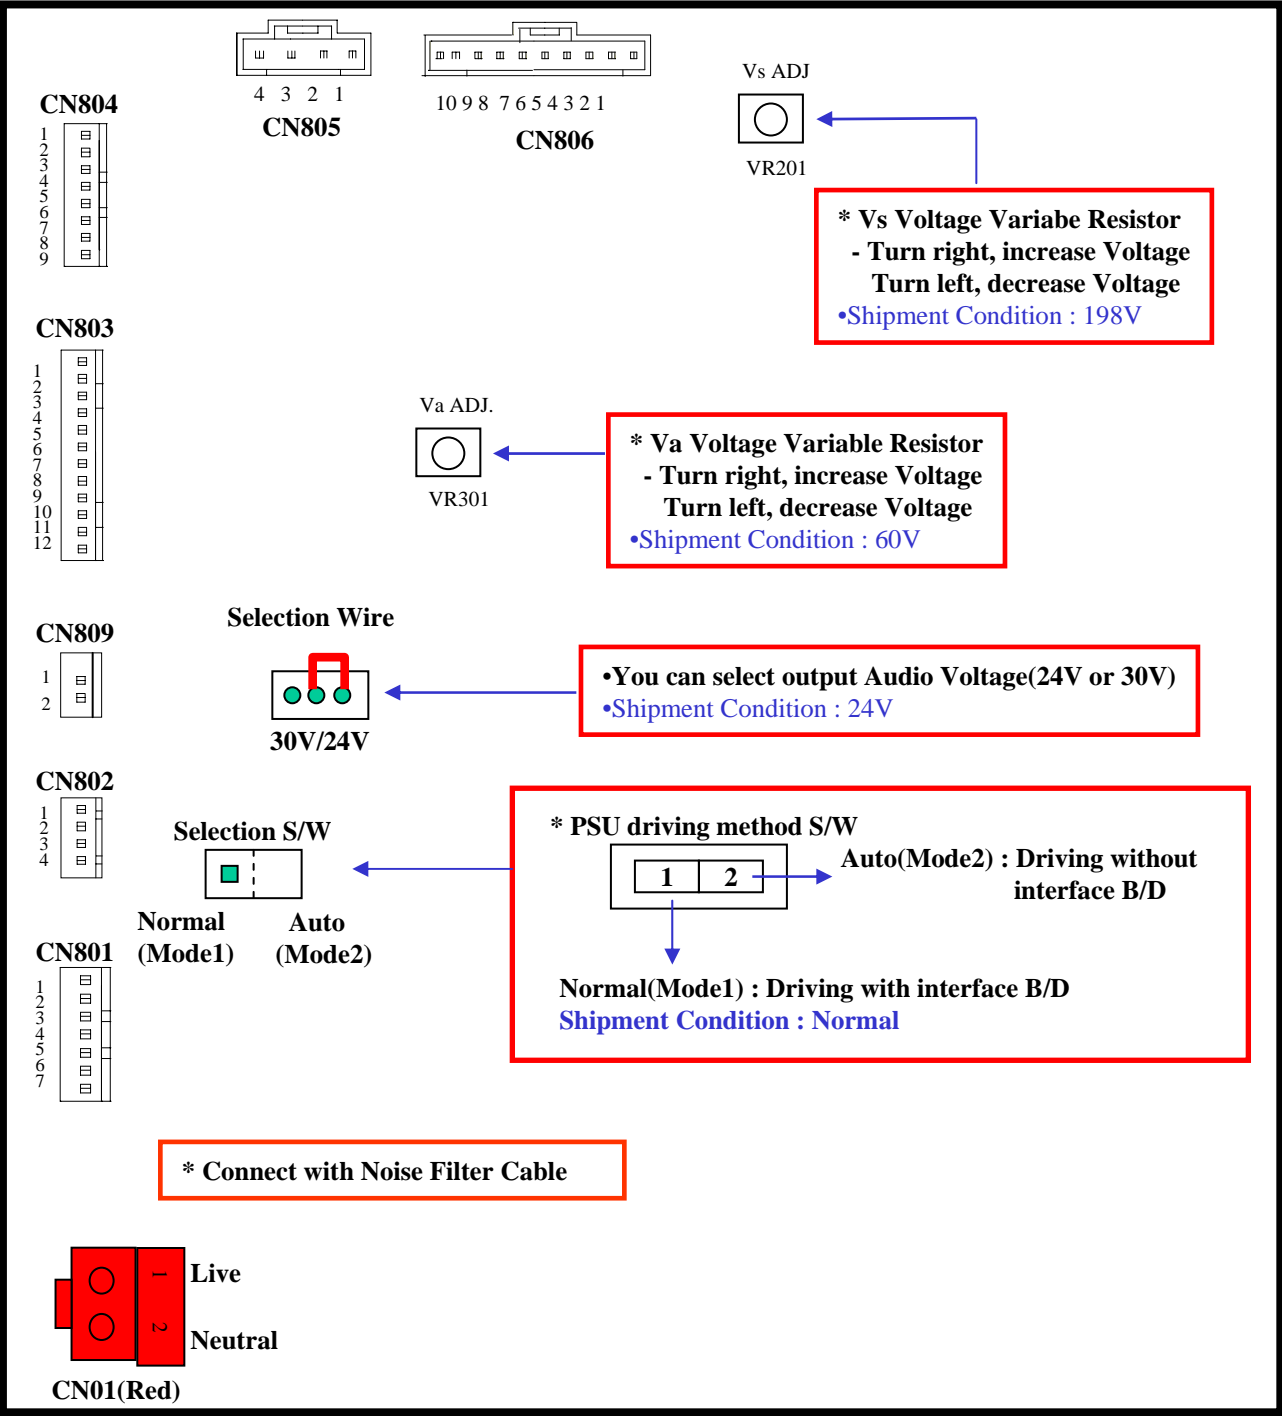 4 3 2 1
CN805
10 9 8 7 6 5 4 3 2 1
CN806
Vs ADJ
VR201
* Vs Voltage Variabe Resistor
- Turn right, increase Voltage
Turn left, decrease Voltage
•Shipment Condition : 198V
CN804
1
2
3
4
5
6
7
8
9
CN803
1
2
3
4
5
6
7
8
9
10
11
12
Va ADJ.
VR301
* Va Voltage Variable Resistor
- Turn right, increase Voltage
Turn left, decrease Voltage
•Shipment Condition : 60V
CN809
1
2
Selection Wire
30V/24V
•You can select output Audio Voltage(24V or 30V)
•Shipment Condition : 24V
CN802
1
2
3
4
Selection S/W
Normal
(Mode1)
Auto
(Mode2)
* PSU driving method S/W
1 2
Auto(Mode2) : Driving without
interface B/D
Normal(Mode1) : Driving with interface B/D
Shipment Condition : Normal
CN801
1
2
3
4
5
6
7
* Connect with Noise Filter Cable
1 Live
2 Neutral
CN01(Red)